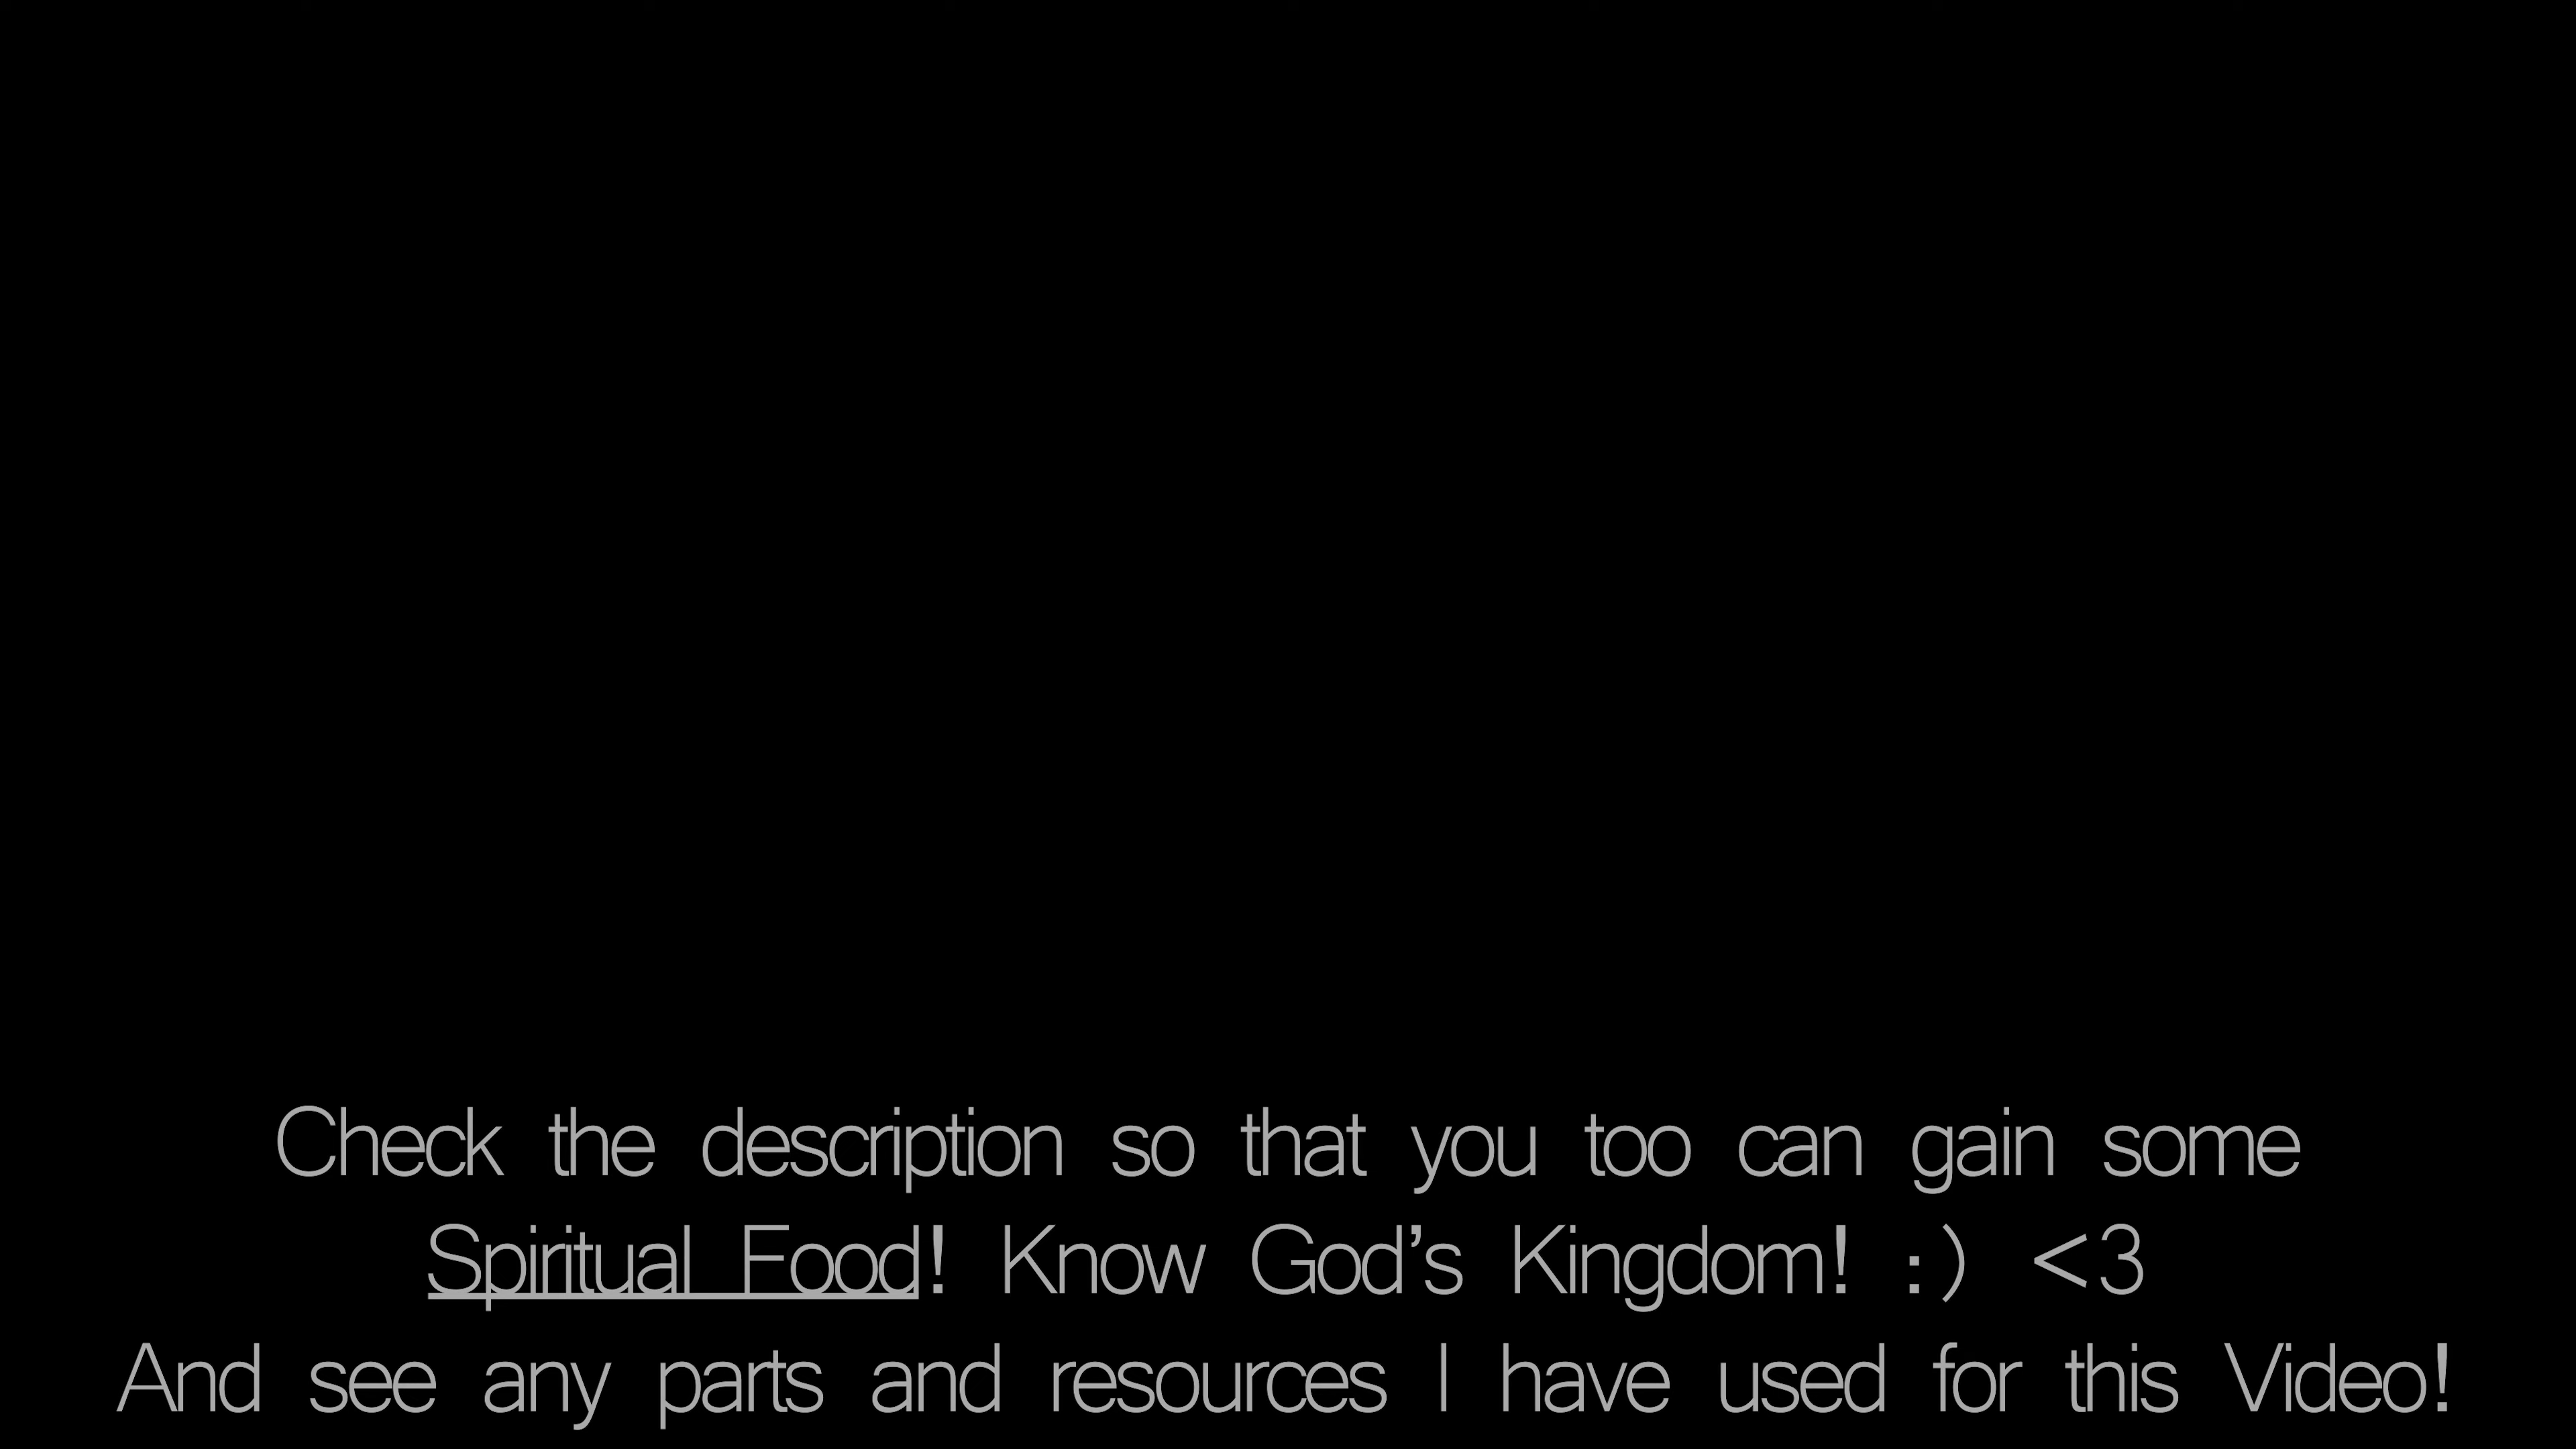 Check the description so that you too can gain some
Spiritual Food! Know God’s Kingdom! :) <3
And see any parts and resources I have used for this Video!